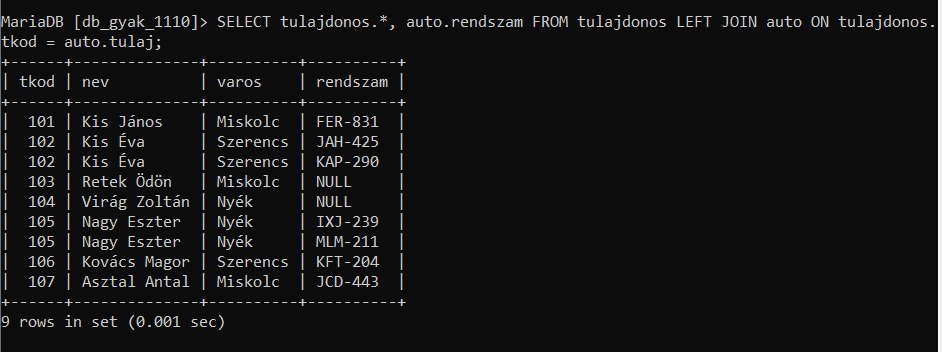 MariaDB [db_gyak_1110]> SELECT tulajdonos.*, auto.rendszam FROM tulajdonos LEFT JOIN auto ON tulajdonos.
tkod = auto.tulaj;
+------+--------------+----------+----------+
| tkod | nev          | varos    | rendszam |
+------+--------------+----------+----------+
|  101 | Kis János    | Miskolc  | FER-831  |
|  102 | Kis Éva      | Szerencs | JAH-425  |
|  102 | Kis Éva      | Szerencs | KAP-290  |
|  103 | Retek Ödön   | Miskolc  | NULL     |
|  104 | Virág Zoltán | Nyék     | NULL     |
|  105 | Nagy Eszter  | Nyék     | IXJ-239  |
|  105 | Nagy Eszter  | Nyék     | MLM-211  |
|  106 | Kovács Magor | Szerencs | KFT-204  |
|  107 | Asztal Antal | Miskolc  | JCD-443  |
+------+--------------+----------+----------+
9 rows in set (0.001 sec)